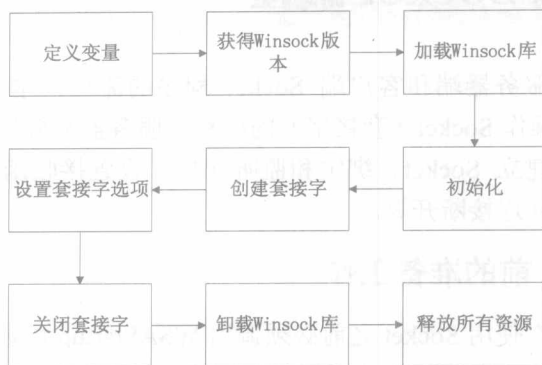 定义变量
获得Winsock版
本
加载Winsock库
设置套接字选项
创建套接字
初始化
关闭套接字
卸载Winsock库
释放所有资源